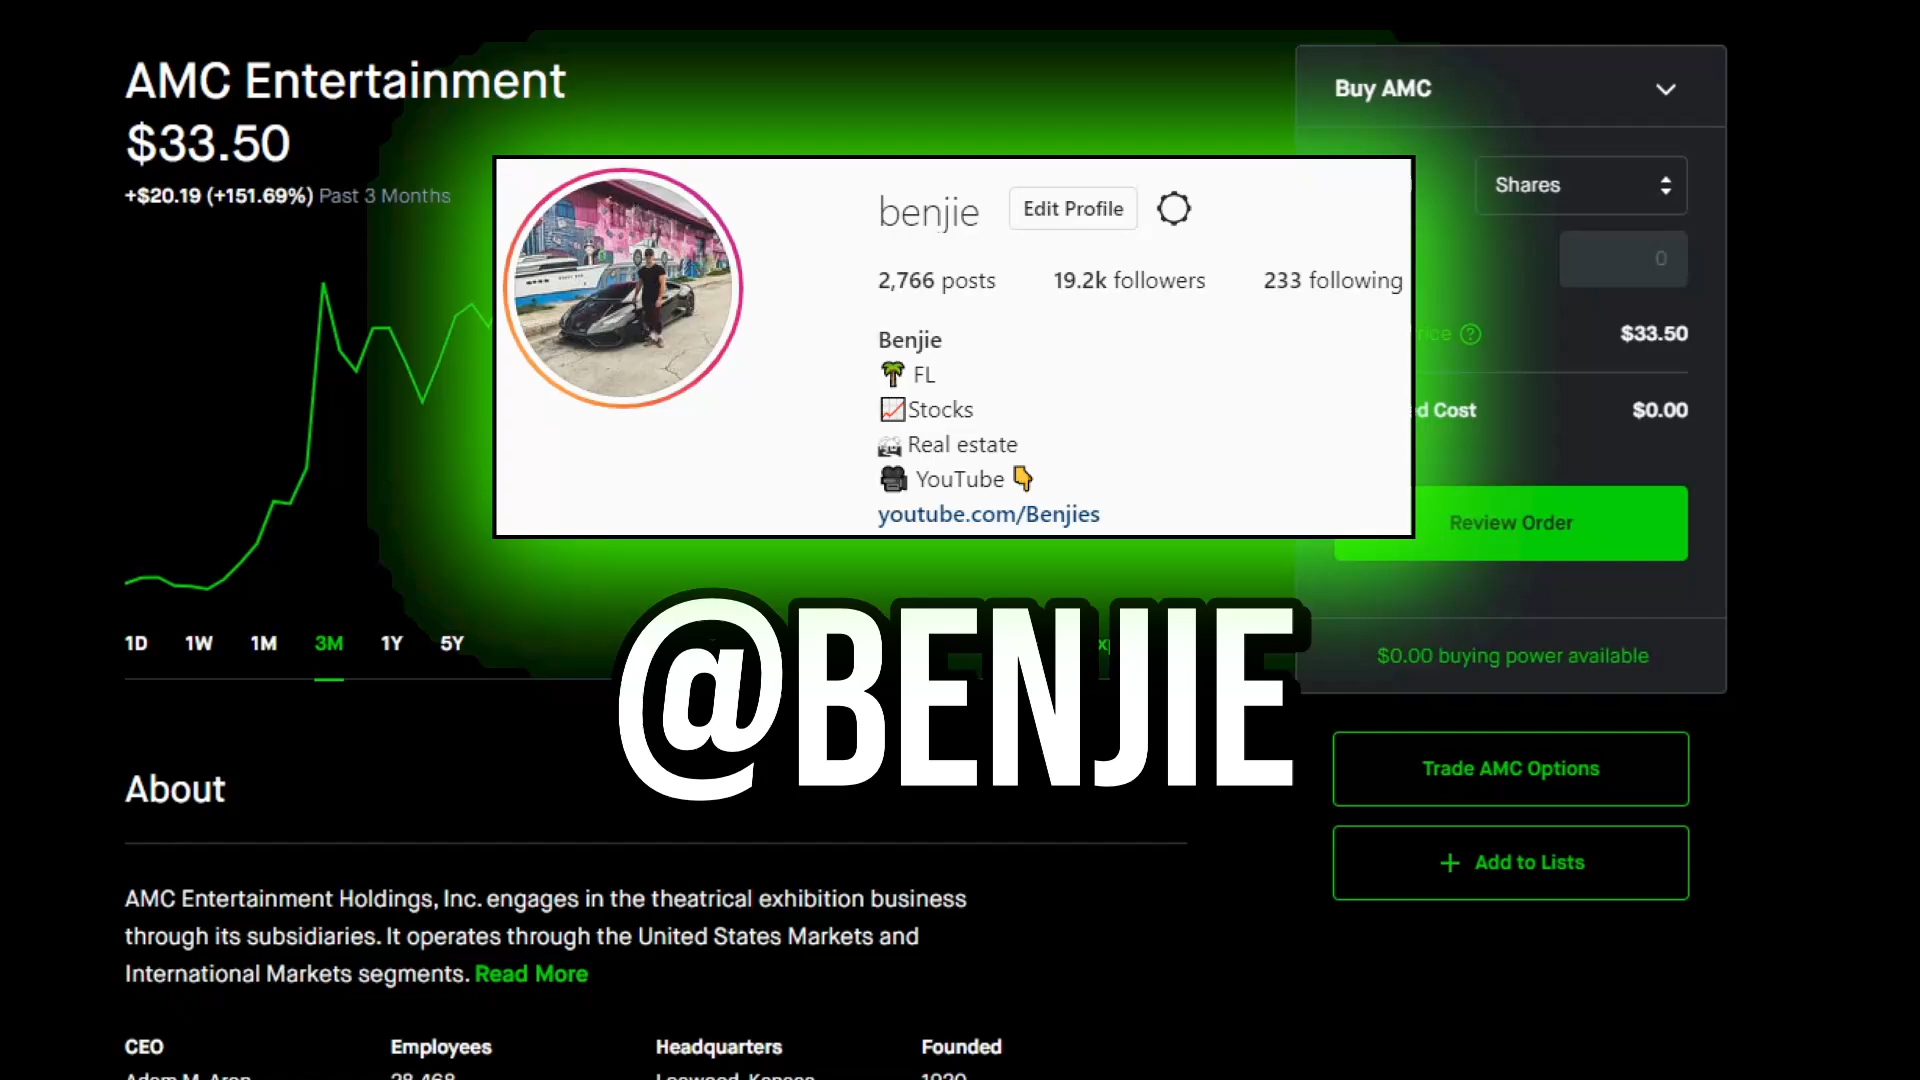 AMC Entertainment
$33.50
+$20.19 (+151.69%) Past 3 Months
benjie Edit Profile
2,766 posts 19.2k followers 233 following
Benjie
🌴 FL
📈Stocks
🏡 Real estate
🎥 YouTube 👇
youtube.com/Benjies
@BENJIE
1D 1W 1M 3M 1Y 5Y
Buy AMC
Shares
0
$33.50
d Cost $0.00
Review Order
$0.00 buying power available
Trade AMC Options
+ Add to Lists
About
AMC Entertainment Holdings, Inc. engages in the theatrical exhibition business
through its subsidiaries. It operates through the United States Markets and
International Markets segments. Read More
CEO Employees Headquarters Founded